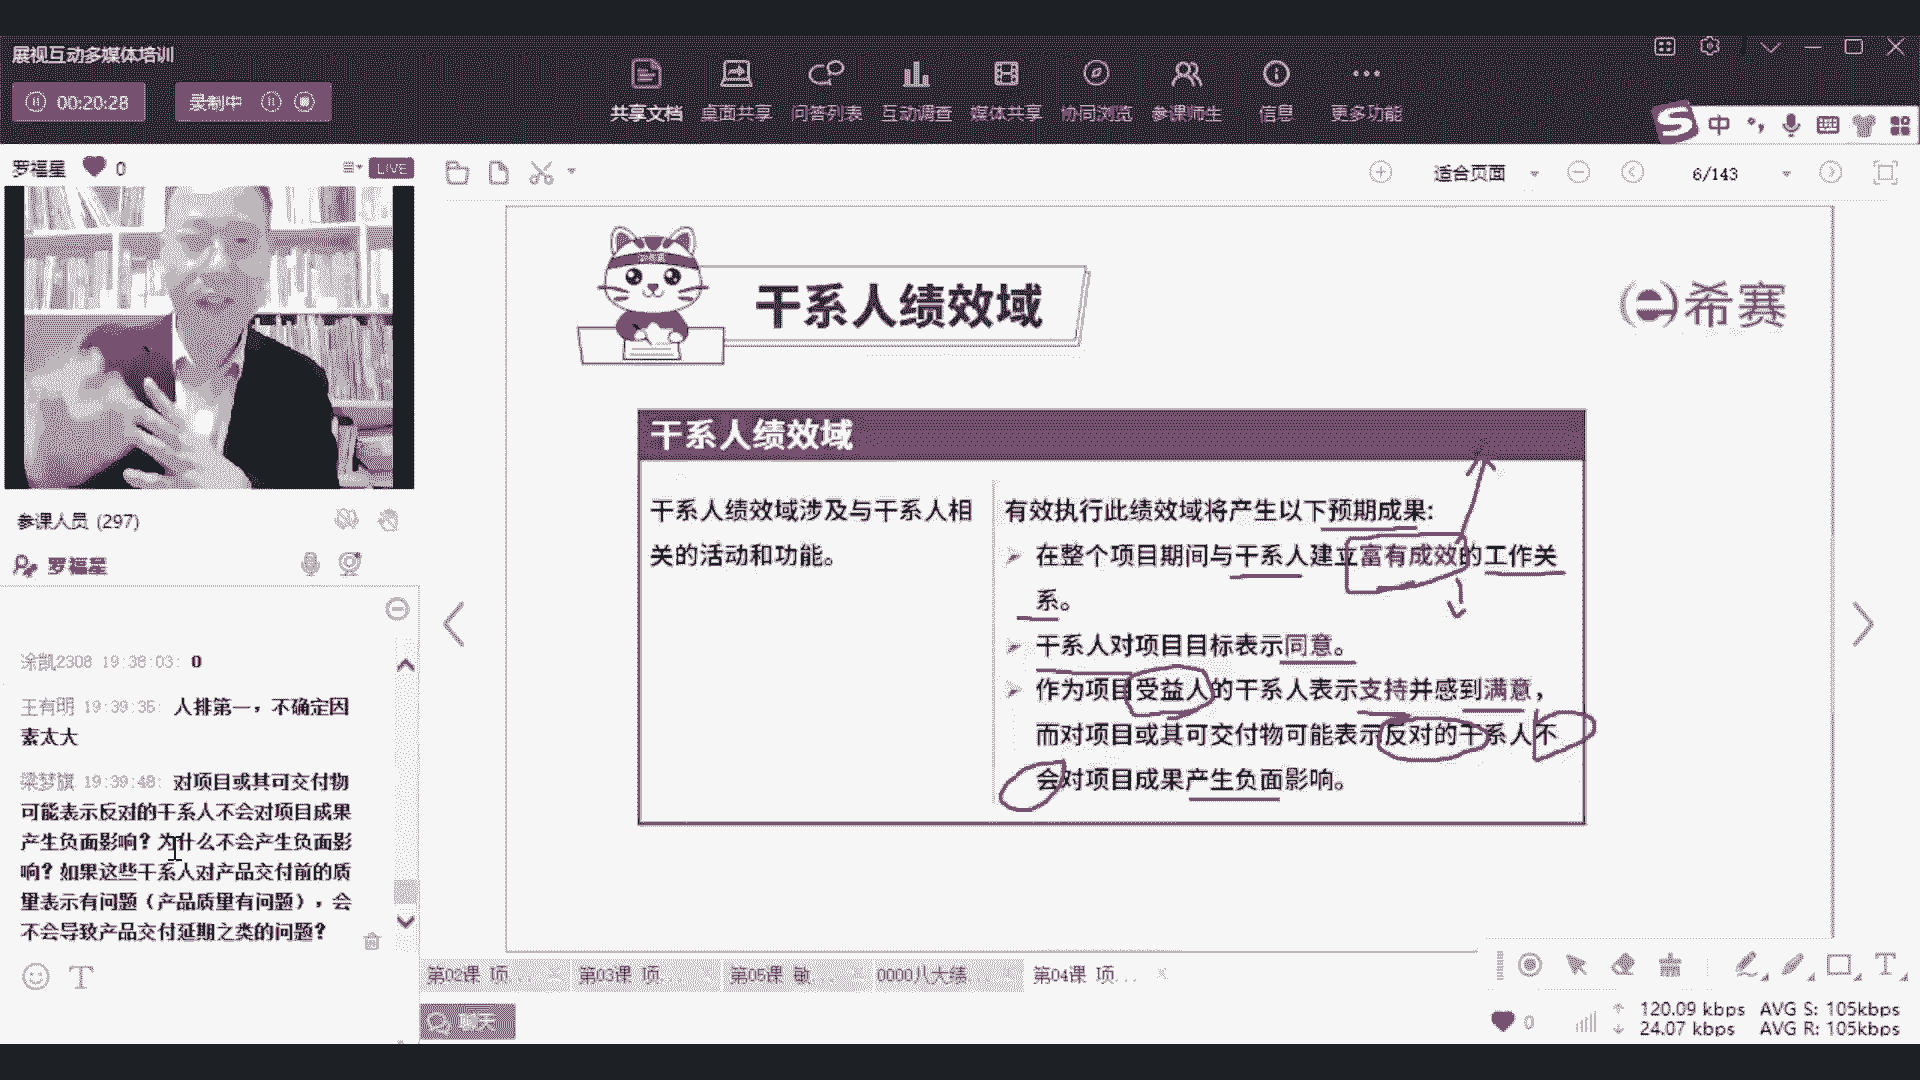 展视互动多媒体培训
00:20:28
录制中
共享文档 桌面共享 问答列表 互动调查 媒体共享 协同浏览 参课师生 信息 更多功能
中
罗福星 0
LIVE
适合页面
6/143
干系人绩效域
希赛
干系人绩效域
干系人绩效域涉及与干系人相
关的活动和功能。
有效执行此绩效域将产生以下预期成果:
在整个项目期间与干系人建立富有成效的工作关
系。
干系人对项目目标表示同意。
作为项目受益人的干系人表示支持并感到满意，
而对项目或其可交付物可能表示反对的干系人不
会对项目成果产生负面影响。
参课人员 (297)
罗福星
涂凯2308 19:38:03: 0
王有明 19:39:35: 人排第一，不确定因
素太大
梁梦旗 19:39:48: 对项目或其可交付物
可能表示反对的干系人不会对项目成果
产生负面影响？为什么不会产生负面影
响？如果这些干系人对产品交付前的质
量表示有问题（产品质量有问题），会
不会导致产品交付延期之类的问题？
第02课 项... 第03课 项... 第05课 敏... 0000八大绩... 第04课 项...
聊天
0
120.09 kbps AVG S: 105kbps
24.07 kbps AVG R: 105kbps